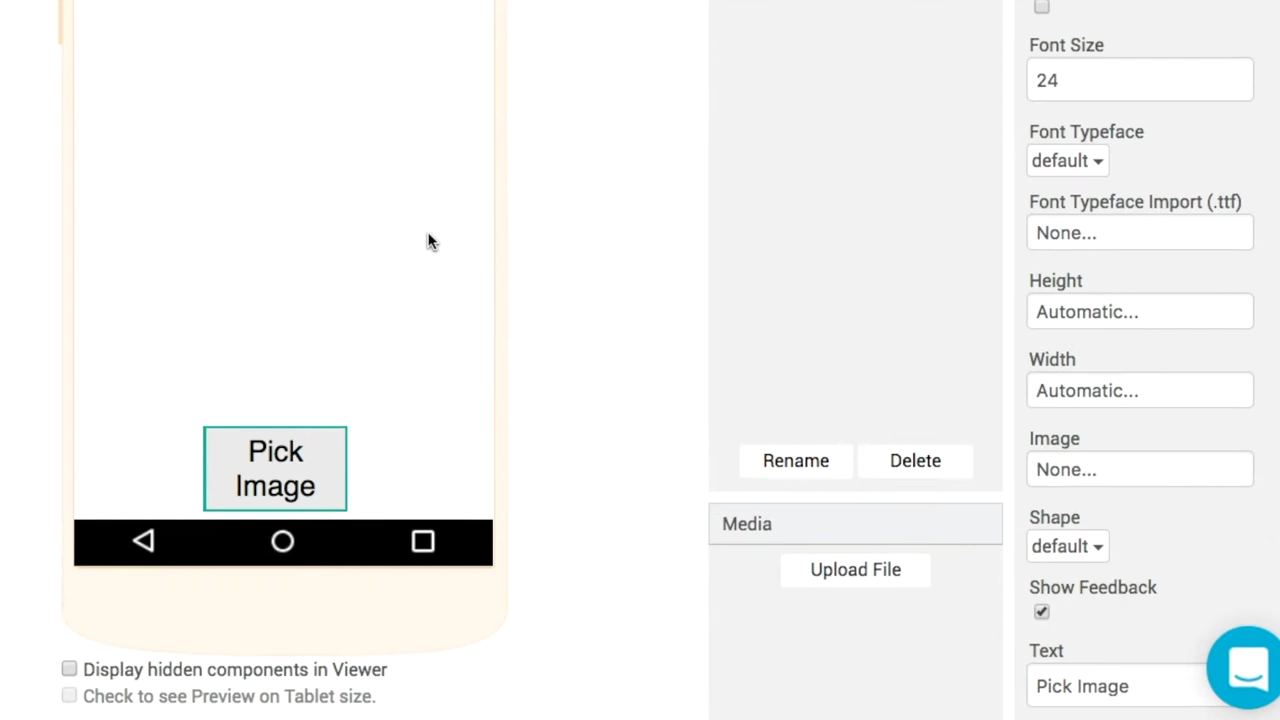 Pick
Image
Display hidden components in Viewer
Check to see Preview on Tablet size.
Rename
Delete
Media
Upload File
Font Size
24
Font Typeface
default
Font Typeface Import (.ttf)
None...
Height
Automatic...
Width
Automatic...
Image
None...
Shape
default
Show Feedback
Text
Pick Image